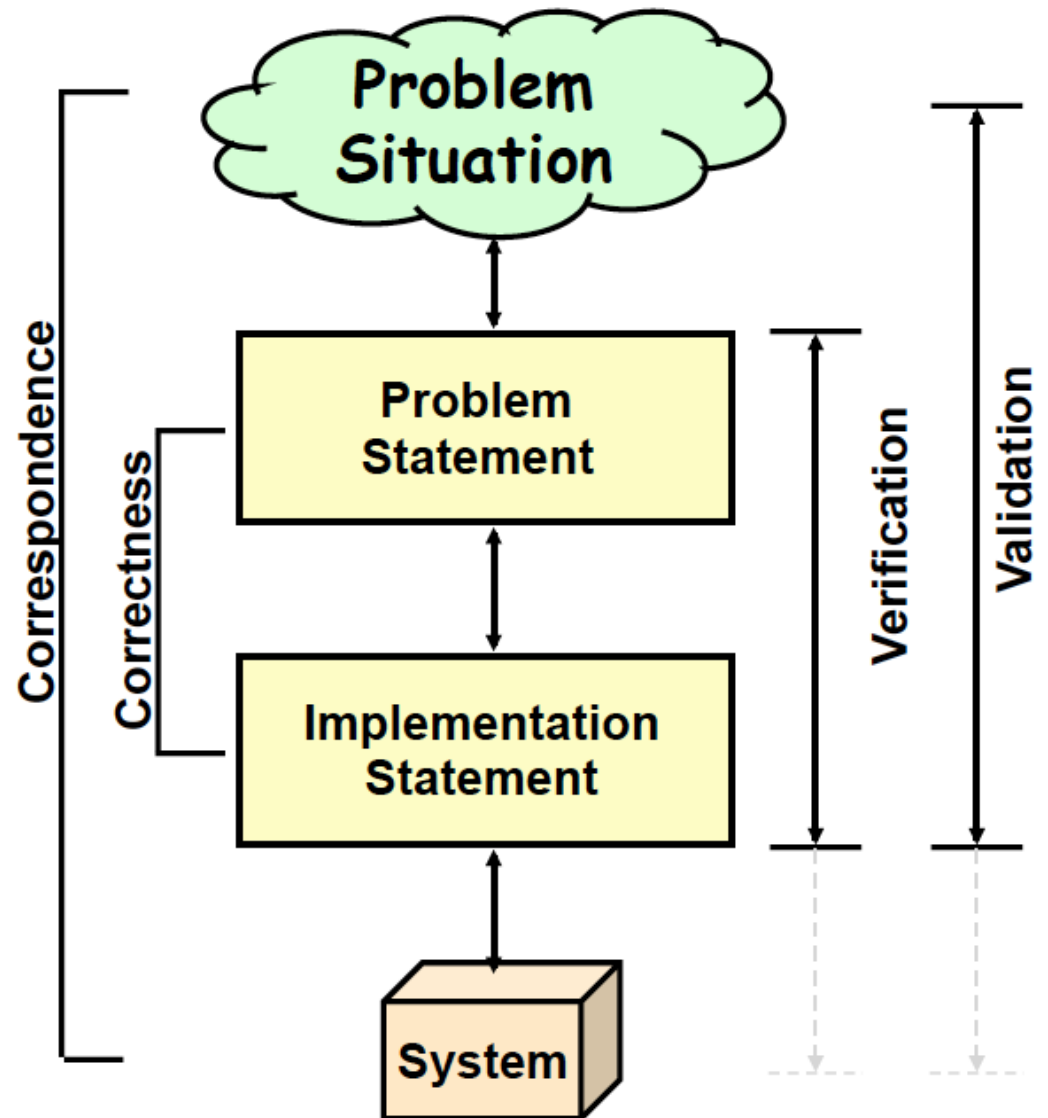 Problem
Situation
Correspondence
Correctness
Problem
Statement
Implementation
Statement
System
Verification
Validation